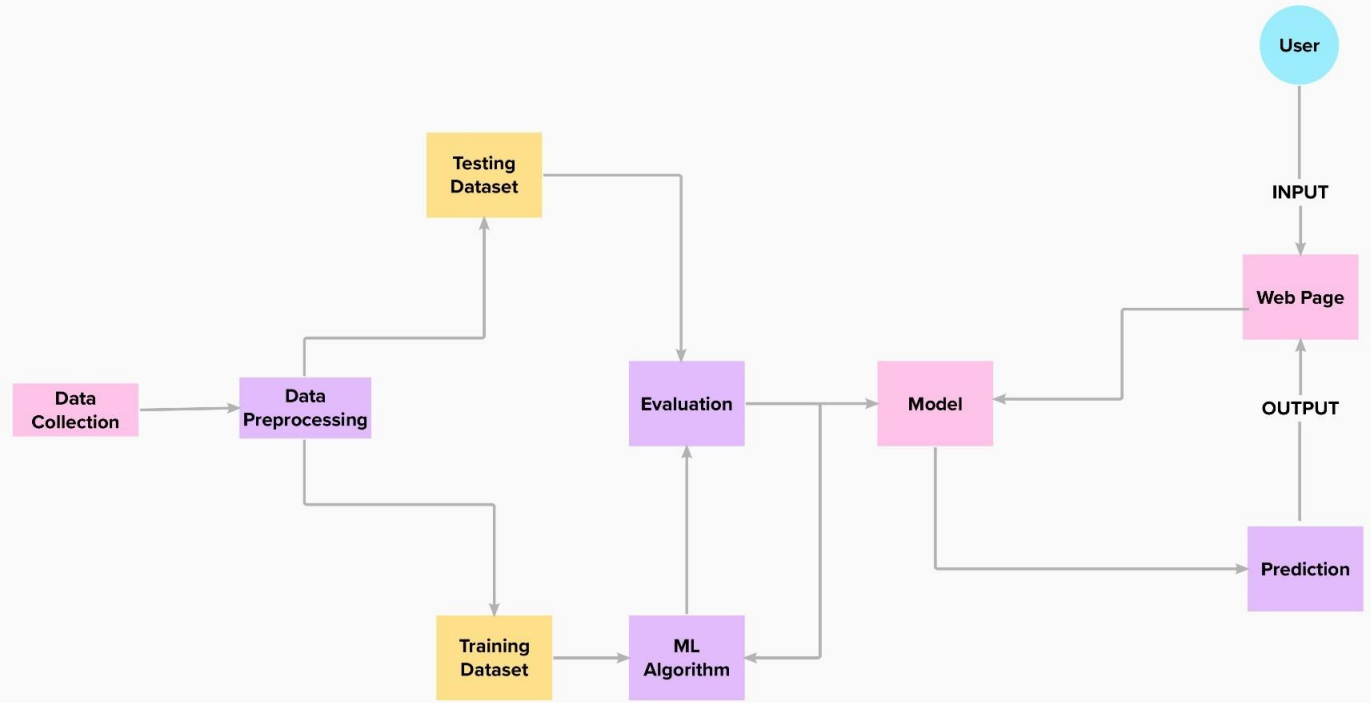 User
Testing
Dataset
INPUT
Web Page
Data
Collection
Data
Preprocessing
Evaluation
Model
OUTPUT
Prediction
Training
Dataset
ML
Algorithm